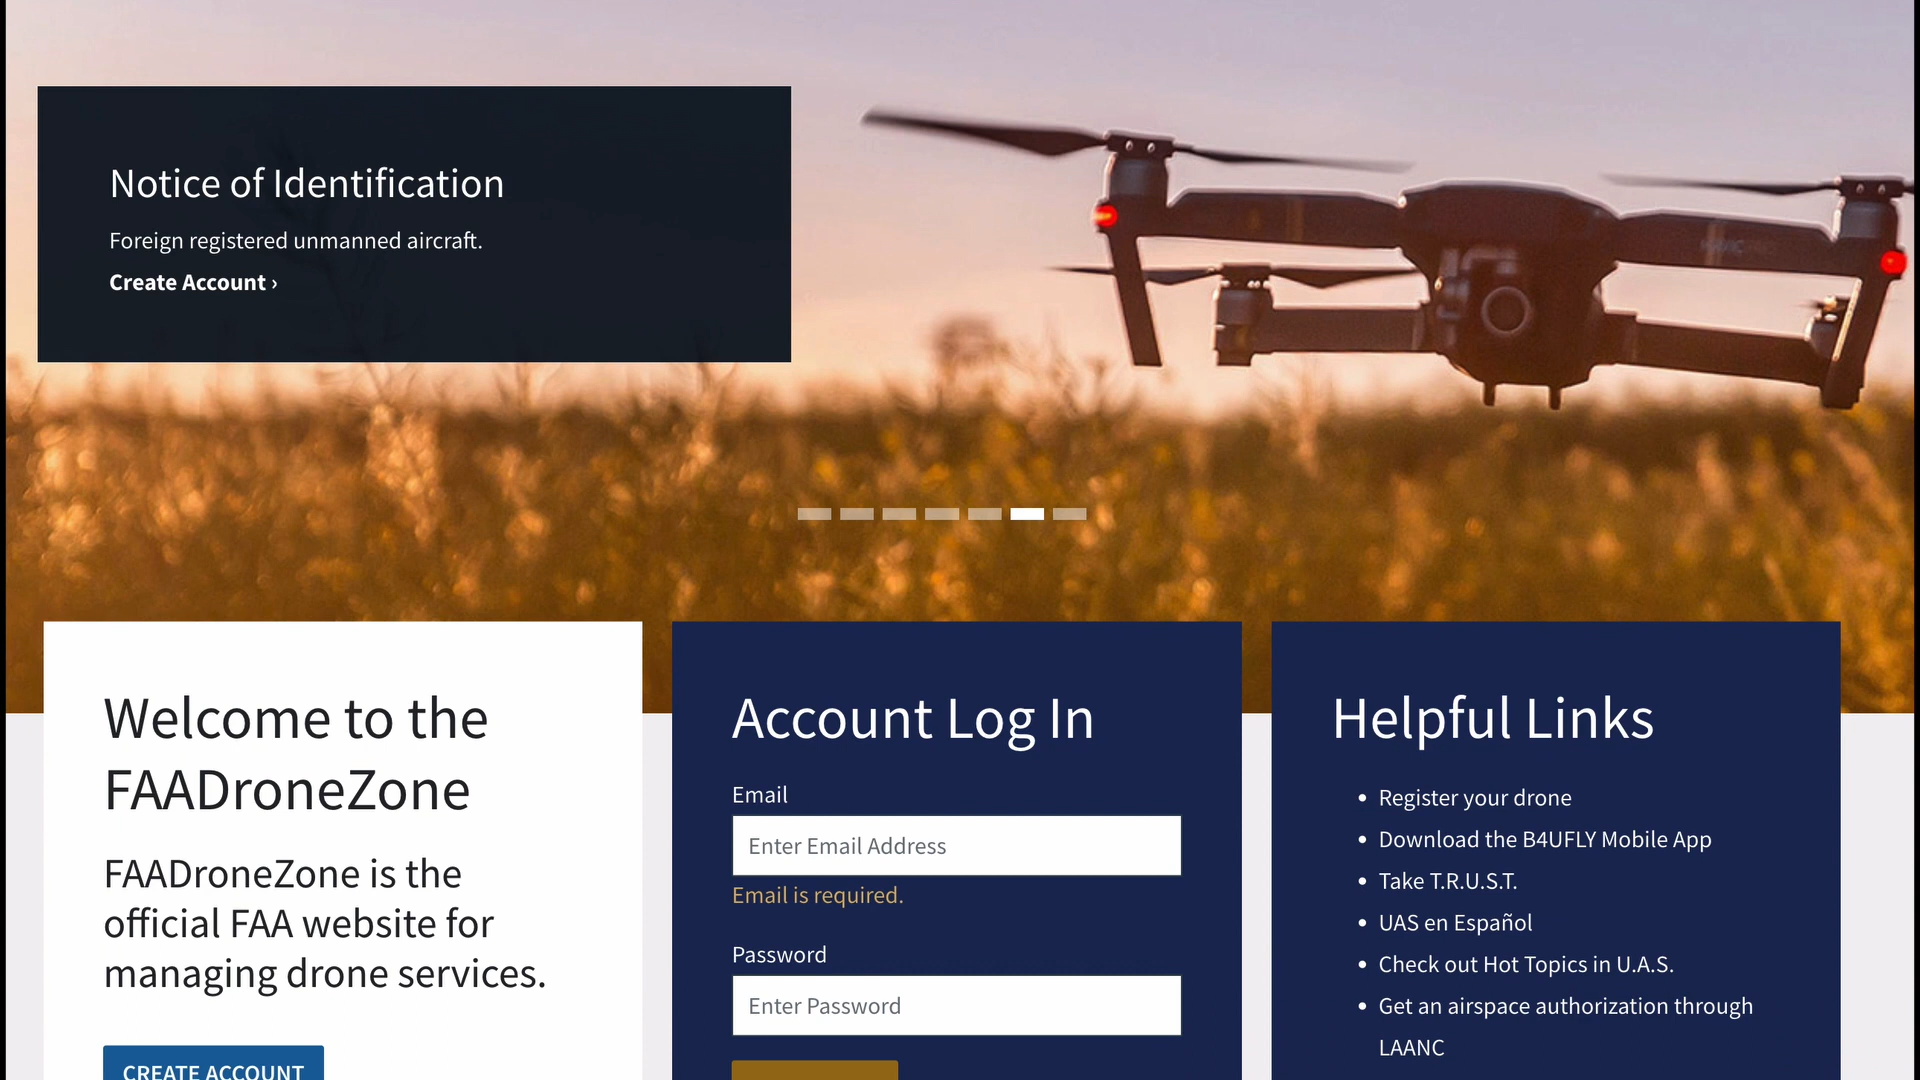 Notice of Identification
Foreign registered unmanned aircraft.
Create Account ›
Welcome to the
FAADroneZone
FAADroneZone is the
official FAA website for
managing drone services.
CREATE ACCOUNT
Account Log In
Email
Enter Email Address
Email is required.
Password
Enter Password
Helpful Links
• Register your drone
• Download the B4UFLY Mobile App
• Take T.R.U.S.T.
• UAS en Español
• Check out Hot Topics in U.A.S.
• Get an airspace authorization through
LAANC